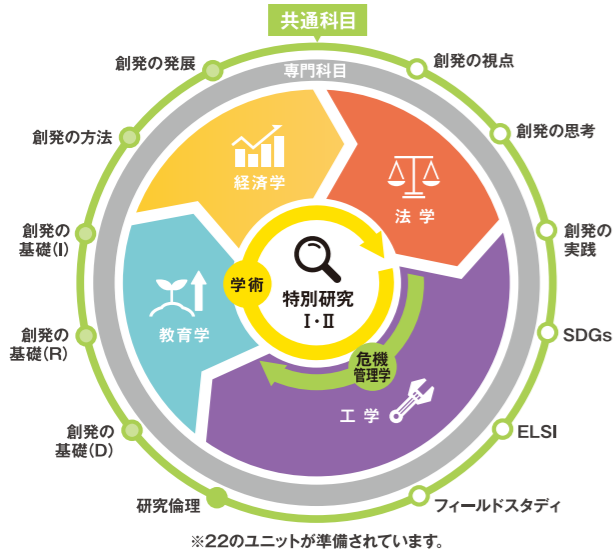 共通科目
専門科目
創発の発展
創発の視点
創発の方法
創発の思考
創発の
基礎(I)
創発の
実践
創発の
基礎(R)
SDGs
創発の
基礎(D)
ELSI
研究倫理
フィールドスタディ
経済学
法 学
教育学
工 学
学術
特別研究
Ⅰ・Ⅱ
危機
管理学
※22のユニットが準備されています。